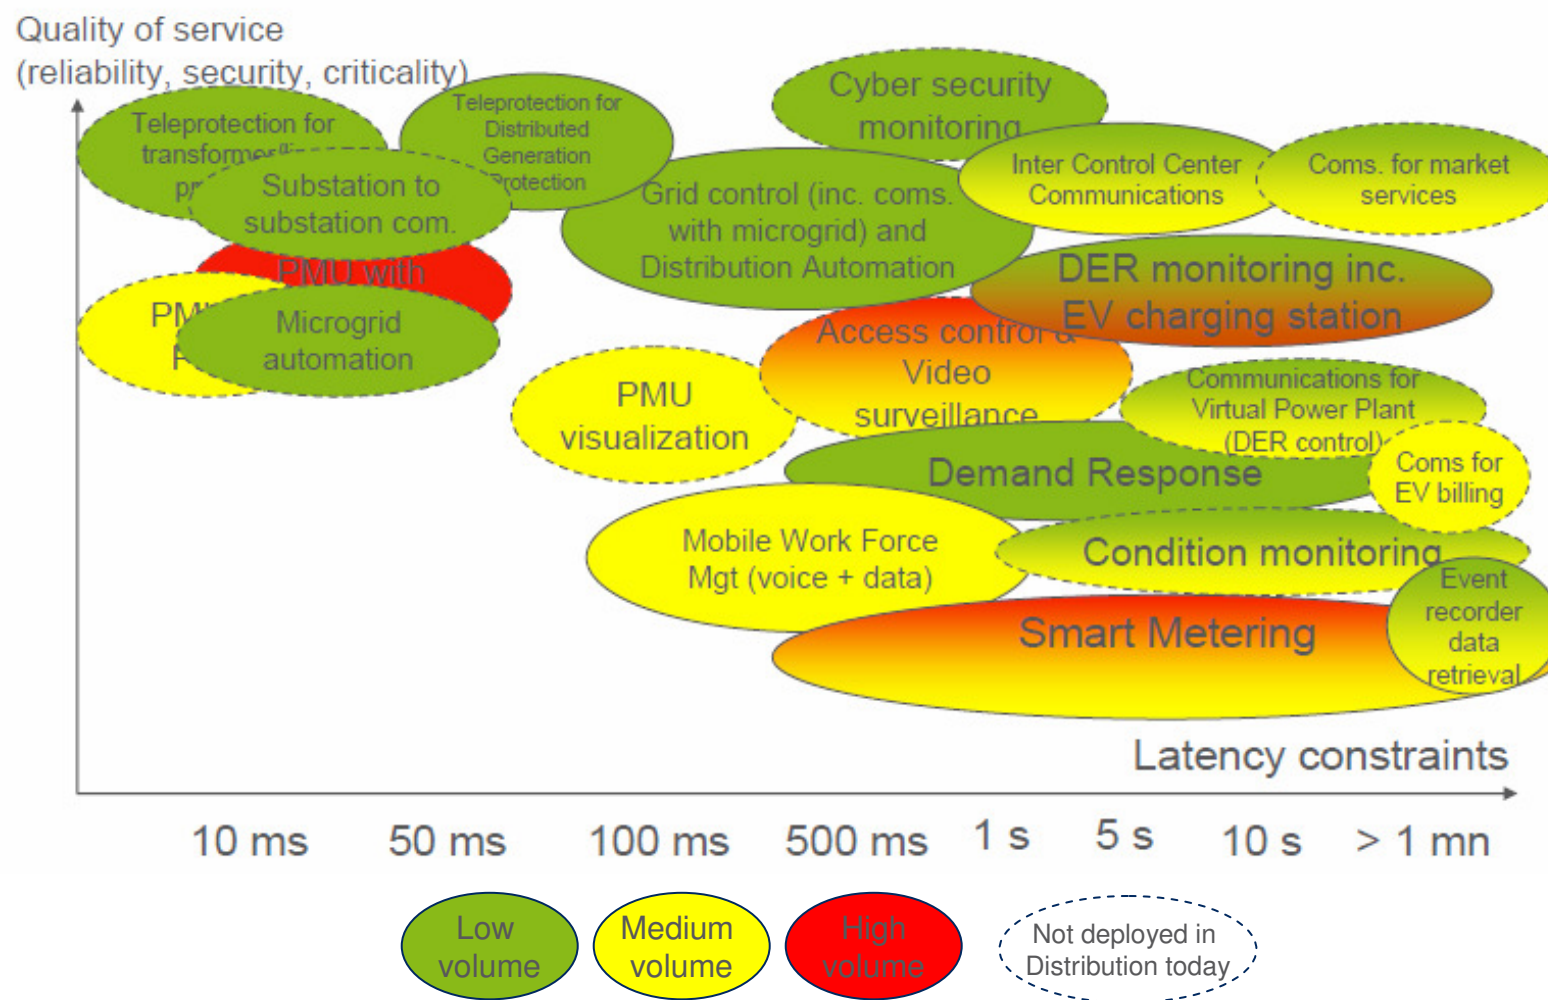 Quality of service
(reliability, security, criticality)
Teleprotection for
Substation to
substation com.
Teleprotection for
Distributed
Generation
Protection
Cyber security
monitoring
Grid control (inc. coms.
with microgrid) and
Distribution Automation
Inter Control Center
Communications
Coms. for market
services
PMU with
Microgrid
automation
DER monitoring inc.
EV charging station
Access control &
Video
surveillance
PMU
visualization
Communications for
Virtual Power Plant
(DER control)
Demand Response
Coms for
EV billing
Mobile Work Force
Mgt (voice + data)
Condition monitoring
Event
recorder
data
retrieval
Smart Metering
Latency constraints
10 ms
50 ms
100 ms
500 ms
1 s
5 s
10 s
> 1 mn
Low
volume
Medium
volume
High
volume
Not deployed in
Distribution today